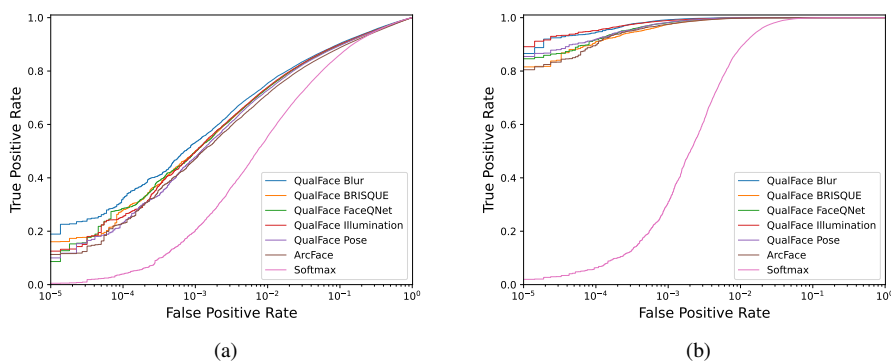 1.0
0.8
0.6
0.4
0.2
0.0
True Positive Rate
QualFace Blur
QualFace BRISQUE
QualFace FaceQNet
QualFace Illumination
QualFace Pose
ArcFace
Softmax
10⁻⁵ 10⁻⁴ 10⁻³ 10⁻² 10⁻¹ 10⁰
False Positive Rate
(a)
1.0
0.8
0.6
0.4
0.2
0.0
True Positive Rate
QualFace Blur
QualFace BRISQUE
QualFace FaceQNet
QualFace Illumination
QualFace Pose
ArcFace
Softmax
10⁻⁵ 10⁻⁴ 10⁻³ 10⁻² 10⁻¹ 10⁰
False Positive Rate
(b)